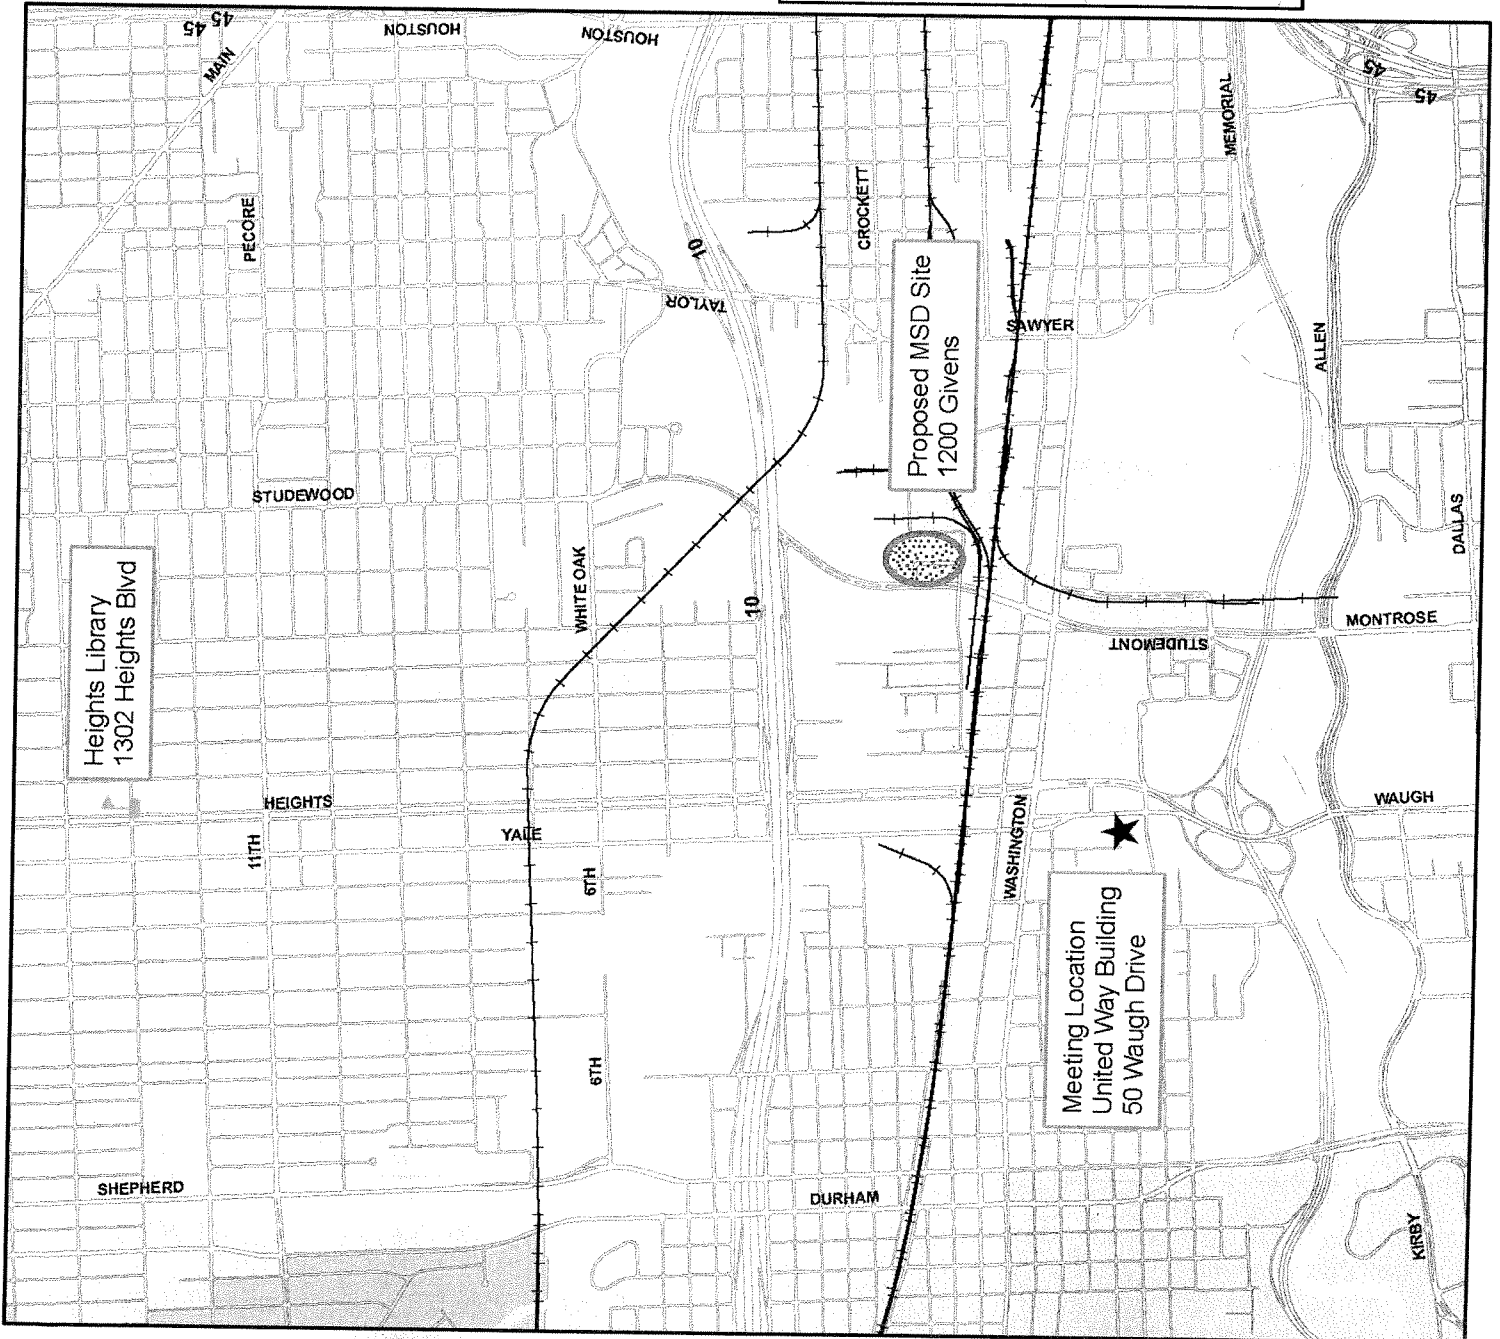 45
45
MAIN
HOUSTON
HOUSTON
HOUSTON
PECORE
10
TAYLOR
CROCKETT
MEMORIAL
45
45
Proposed MSD Site
1200 Givens
SAWYER
ALLEN
STUDEWOOD
WHITE OAK
10
DALLAS
MONTROSE
STUDEMONT
Heights Library
1302 Heights Blvd
HEIGHTS
YALE
11TH
6TH
WASHINGTON
WAUGH
Meeting Location
United Way Building
50 Waugh Drive
6TH
SHEPHERD
DURHAM
KIRBY